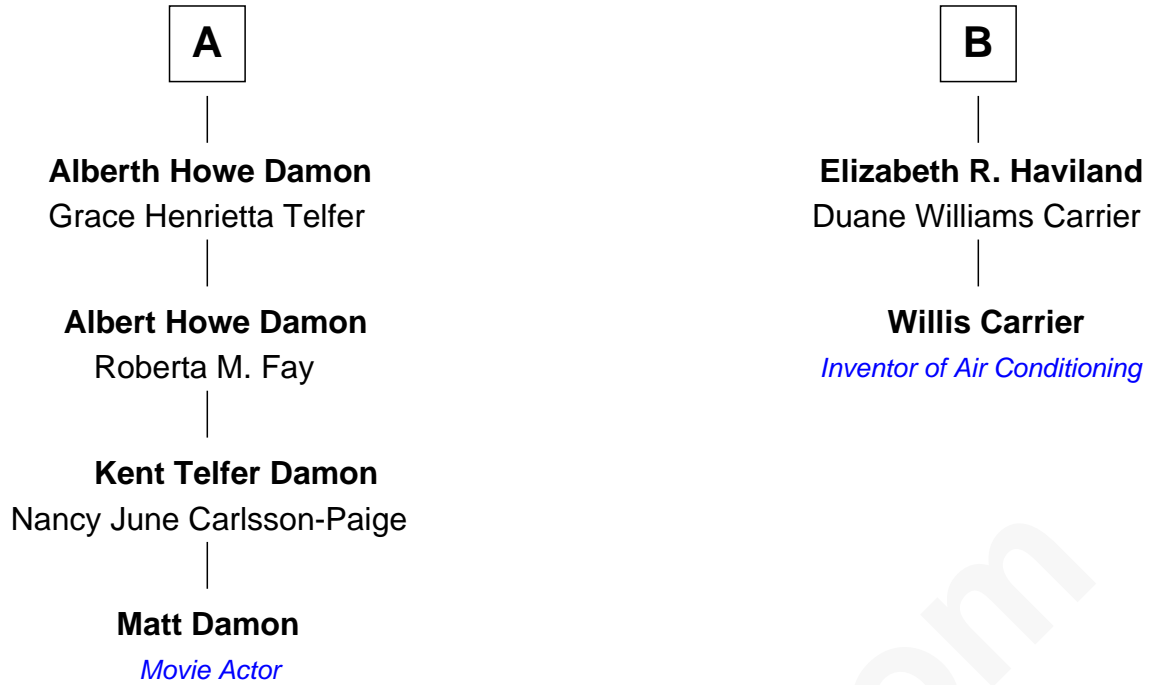 A
Alberth Howe Damon
Grace Henrietta Telfer
Albert Howe Damon
Roberta M. Fay
Kent Telfer Damon
Nancy June Carlsson-Paige
Matt Damon
Movie Actor
B
Elizabeth R. Haviland
Duane Williams Carrier
Willis Carrier
Inventor of Air Conditioning
om